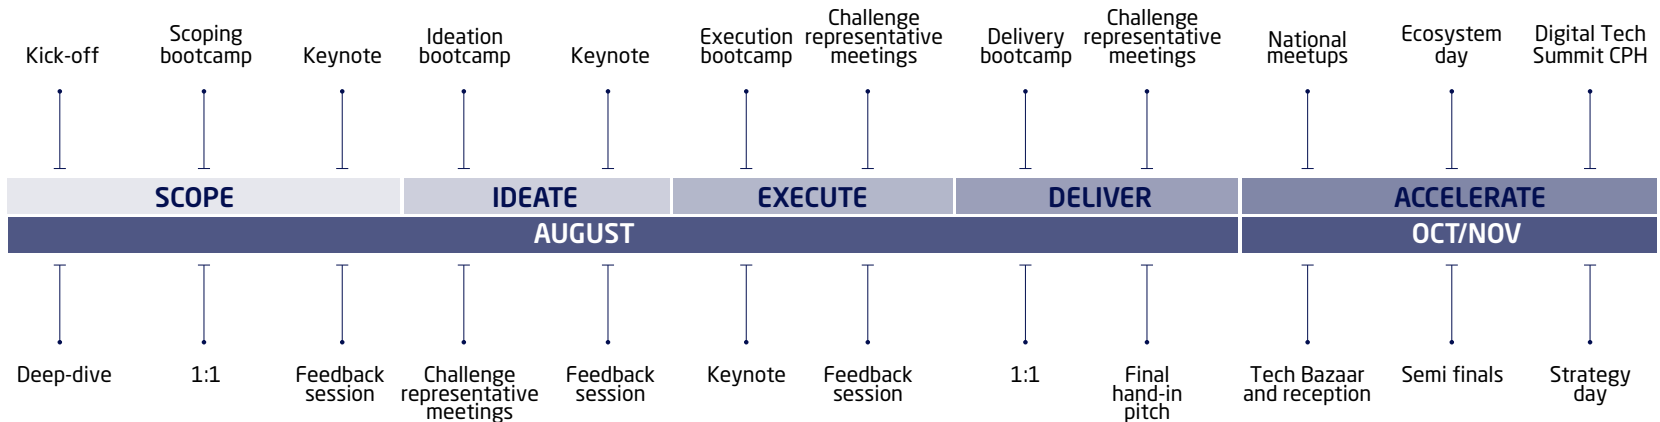 Kick-off
Scoping
bootcamp
Keynote
Ideation
bootcamp
Keynote
Execution
bootcamp
Challenge
representative
meetings
Delivery
bootcamp
Challenge
representative
meetings
National
meetups
Ecosystem
day
Digital Tech
Summit CPH
SCOPE
IDEATE
EXECUTE
DELIVER
ACCELERATE
AUGUST
OCT/NOV
Deep-dive
1:1
Feedback
session
Challenge
representative
meetings
Feedback
session
Keynote
Feedback
session
1:1
Final
hand-in
pitch
Tech Bazaar
and reception
Semi finals
Strategy
day